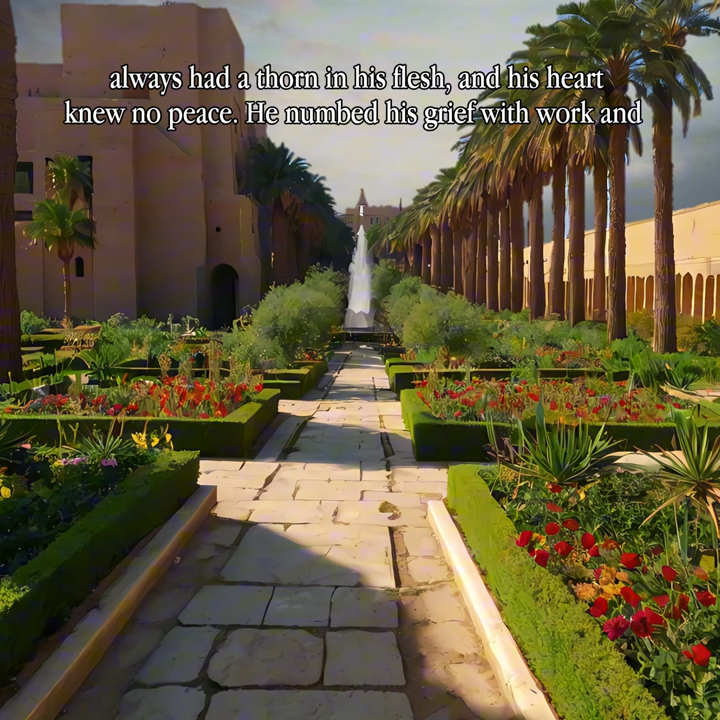 always had a thorn in his flesh, and his heart
knew no peace. He numbed his grief with work and